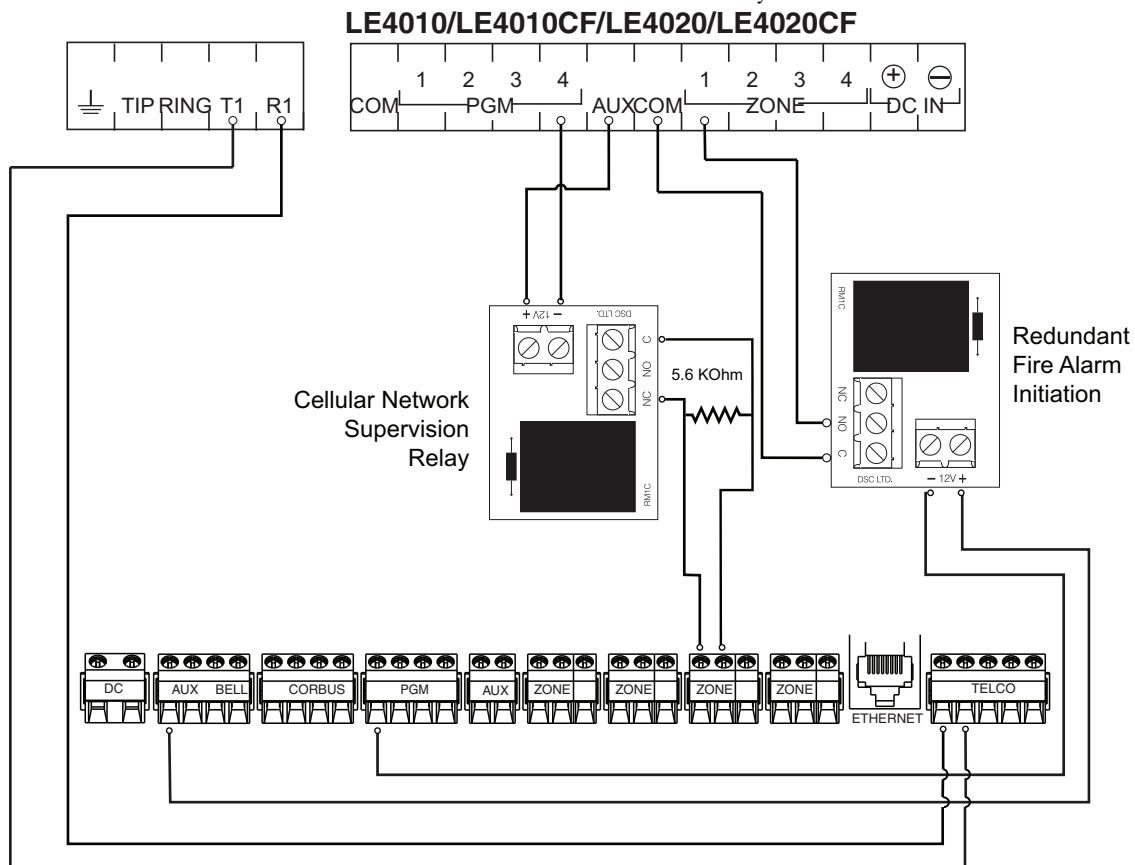 LE4010/LE4010CF/LE4020/LE4020CF
TIP RING T1 R1
COM 1 2 3 4 PGM AUX COM 1 2 3 4 ZONE + − DC IN
+ 12V −
DSC LTD.
C
NO
NC
RM1C
5.6 KOhm
Cellular Network
Supervision
Relay
RM1C
NC
NO
C
DSC LTD.
− 12V +
Redundant
Fire Alarm
Initiation
DC
AUX BELL
CORBUS
PGM
AUX
ZONE
ZONE
ZONE
ZONE
ETHERNET
TELCO